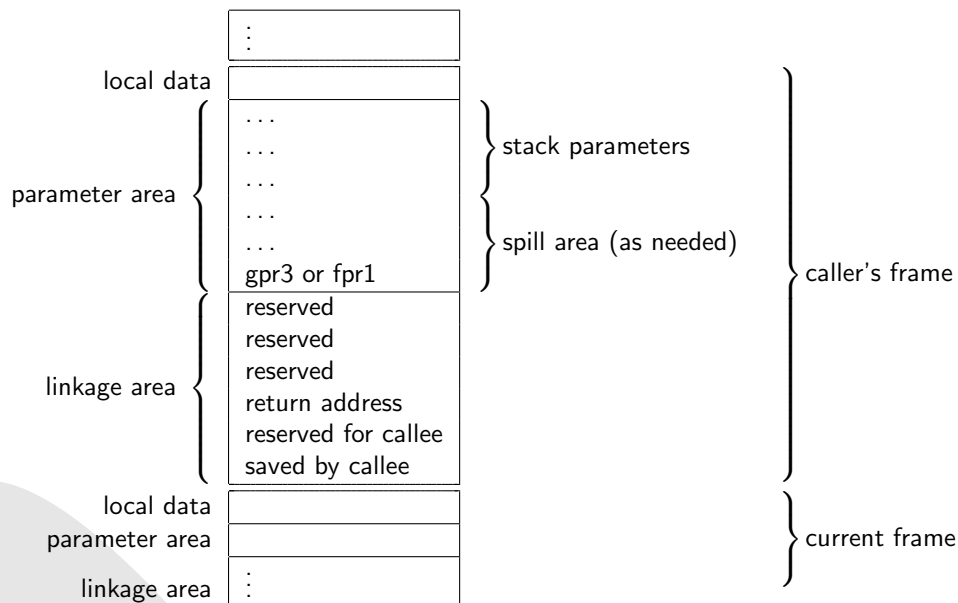 ⋮
local data
. . .
. . .
stack parameters
. . .
parameter area
. . .
. . .
spill area (as needed)
gpr3 or fpr1
caller's frame
reserved
reserved
reserved
linkage area
return address
reserved for callee
saved by callee
local data
parameter area
current frame
linkage area
⋮